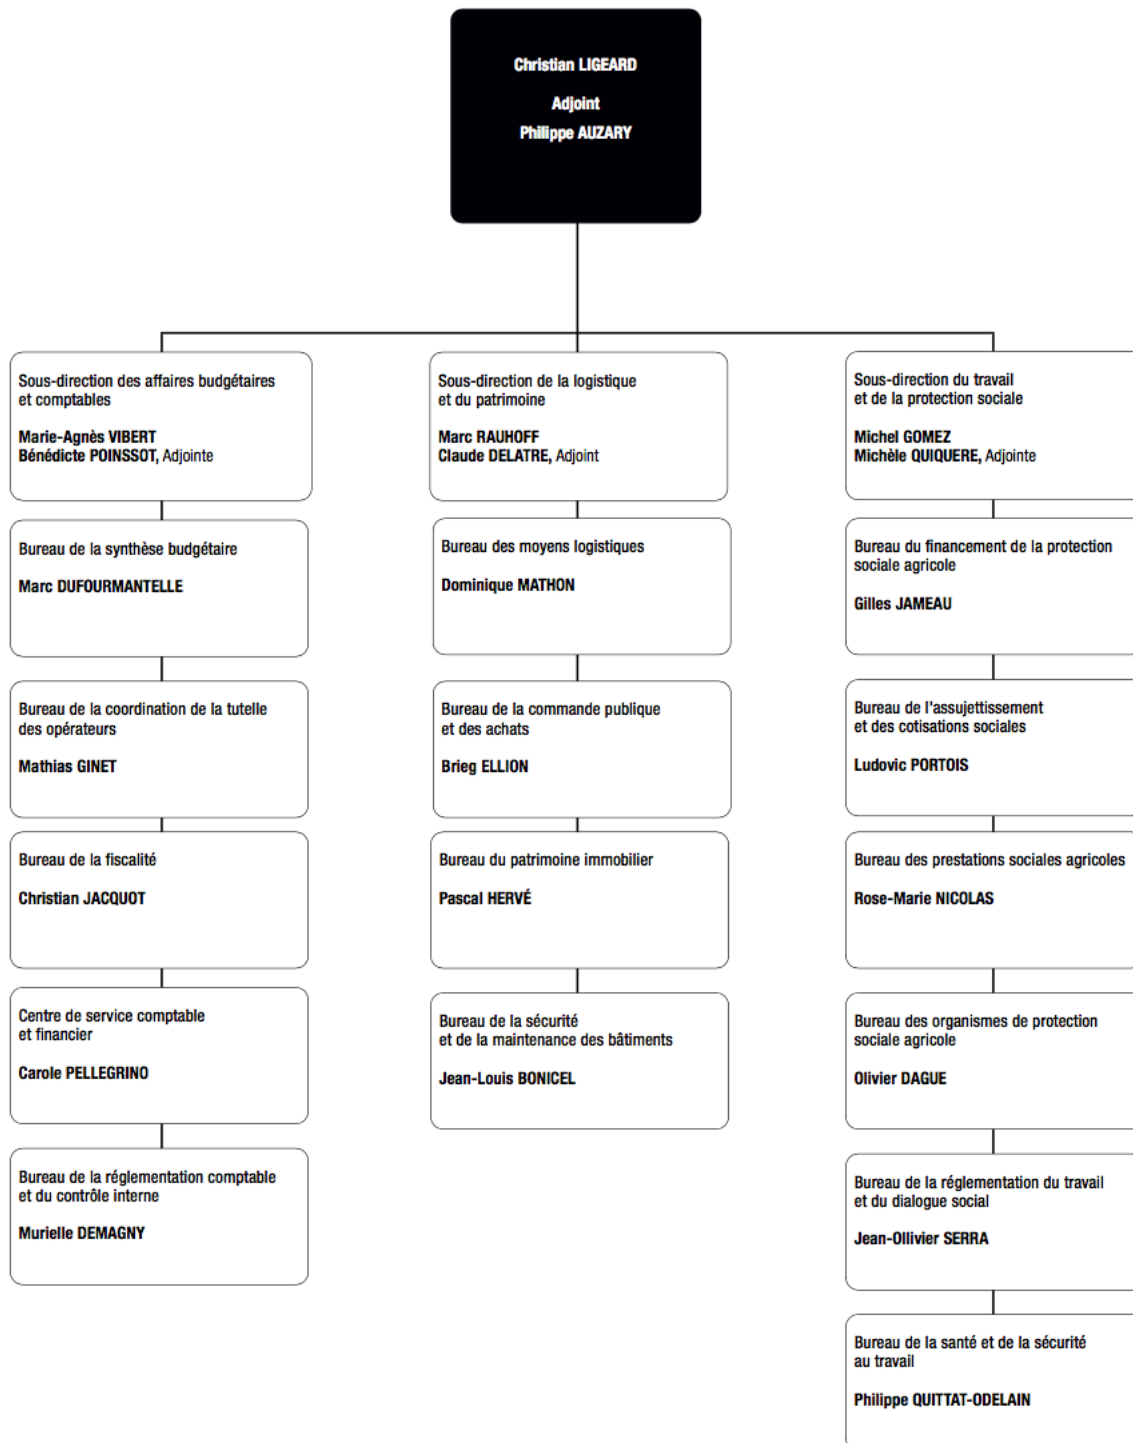 Christian LIGEARD
Adjoint
Philippe AUZARY
Sous-direction des affaires budgétaires
et comptables
Marie-Agnès VIBERT
Bénédicte POINSSOT, Adjointe
Bureau de la synthèse budgétaire
Marc DUFOURMANTELLE
Bureau de la coordination de la tutelle
des opérateurs
Mathias GINET
Bureau de la fiscalité
Christian JACQUOT
Centre de service comptable
et financier
Carole PELLEGRINO
Bureau de la réglementation comptable
et du contrôle interne
Murielle DEMAGNY
Sous-direction de la logistique
et du patrimoine
Marc RAUHOFF
Claude DELATRE, Adjoint
Bureau des moyens logistiques
Dominique MATHON
Bureau de la commande publique
et des achats
Brieg ELLION
Bureau du patrimoine immobilier
Pascal HERVÉ
Bureau de la sécurité
et de la maintenance des bâtiments
Jean-Louis BONICEL
Sous-direction du travail
et de la protection sociale
Michel GOMEZ
Michèle QUIQUERE, Adjointe
Bureau du financement de la protection
sociale agricole
Gilles JAMEAU
Bureau de l'assujettissement
et des cotisations sociales
Ludovic PORTOIS
Bureau des prestations sociales agricoles
Rose-Marie NICOLAS
Bureau des organismes de protection
sociale agricole
Olivier DAGUE
Bureau de la réglementation du travail
et du dialogue social
Jean-Ollivier SERRA
Bureau de la santé et de la sécurité
au travail
Philippe QUITTAT-ODELAIN